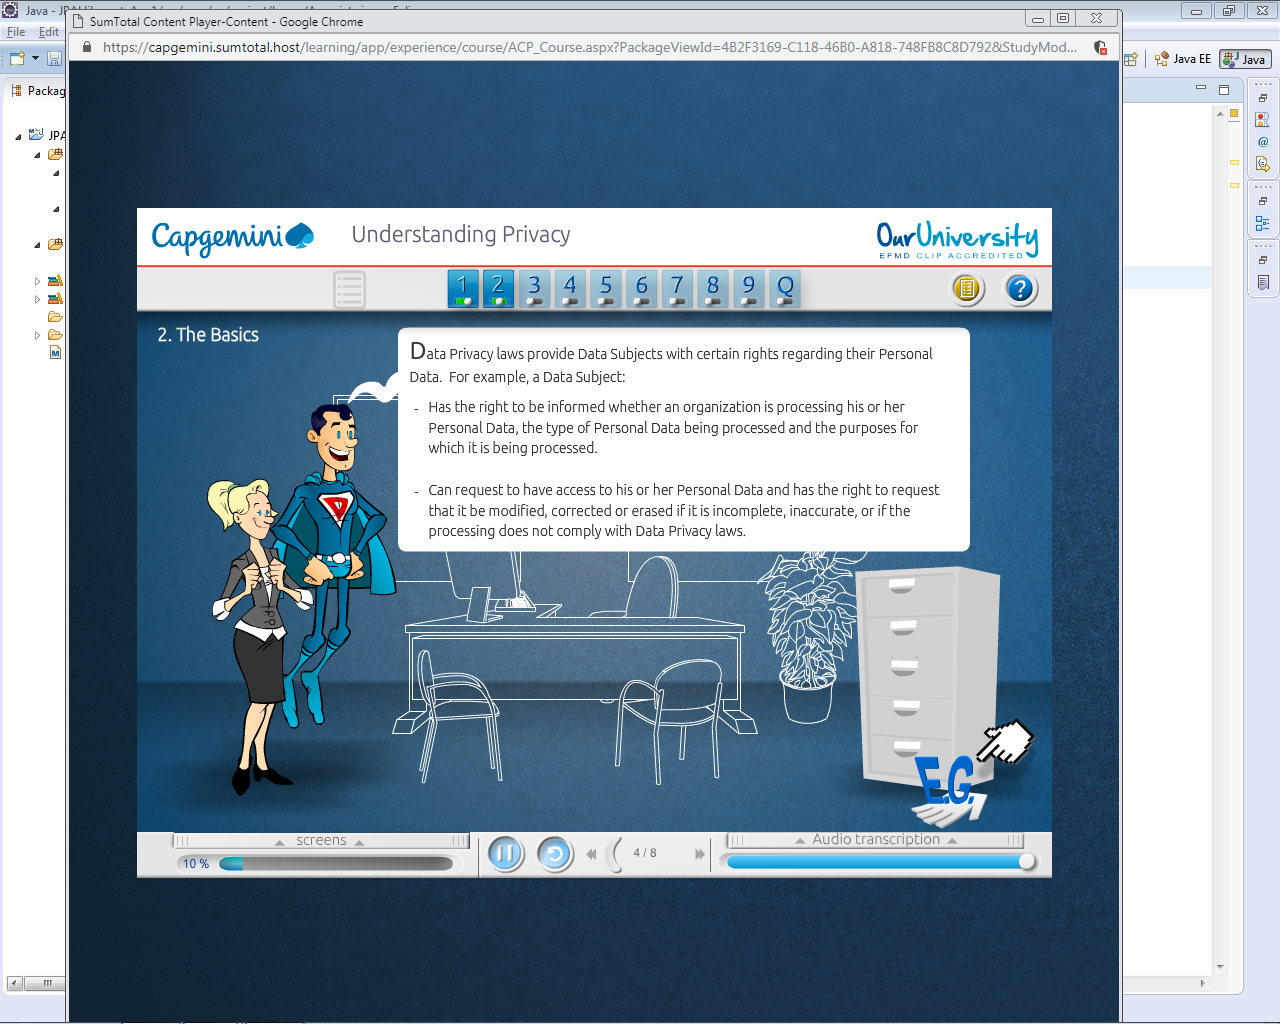 Java - JPA
SumTotal Content Player-Content - Google Chrome
File Edit
https://capgemini.sumtotal.host/learning/app/experience/course/ACP_Course.aspx?PackageViewId=4B2F3169-C118-46B0-A818-748FB8C8D792&StudyMod...
Java EE Java
Packag
JPA
Capgemini Understanding Privacy OurUniversity
EFMD CLIP ACCREDITED
1 2 3 4 5 6 7 8 9 Q ?
2. The Basics
Data Privacy laws provide Data Subjects with certain rights regarding their Personal
Data. For example, a Data Subject:
- Has the right to be informed whether an organization is processing his or her
Personal Data, the type of Personal Data being processed and the purposes for
which it is being processed.
- Can request to have access to his or her Personal Data and has the right to request
that it be modified, corrected or erased if it is incomplete, inaccurate, or if the
processing does not comply with Data Privacy laws.
E.G.
screens
Audio transcription
10 %
4 / 8